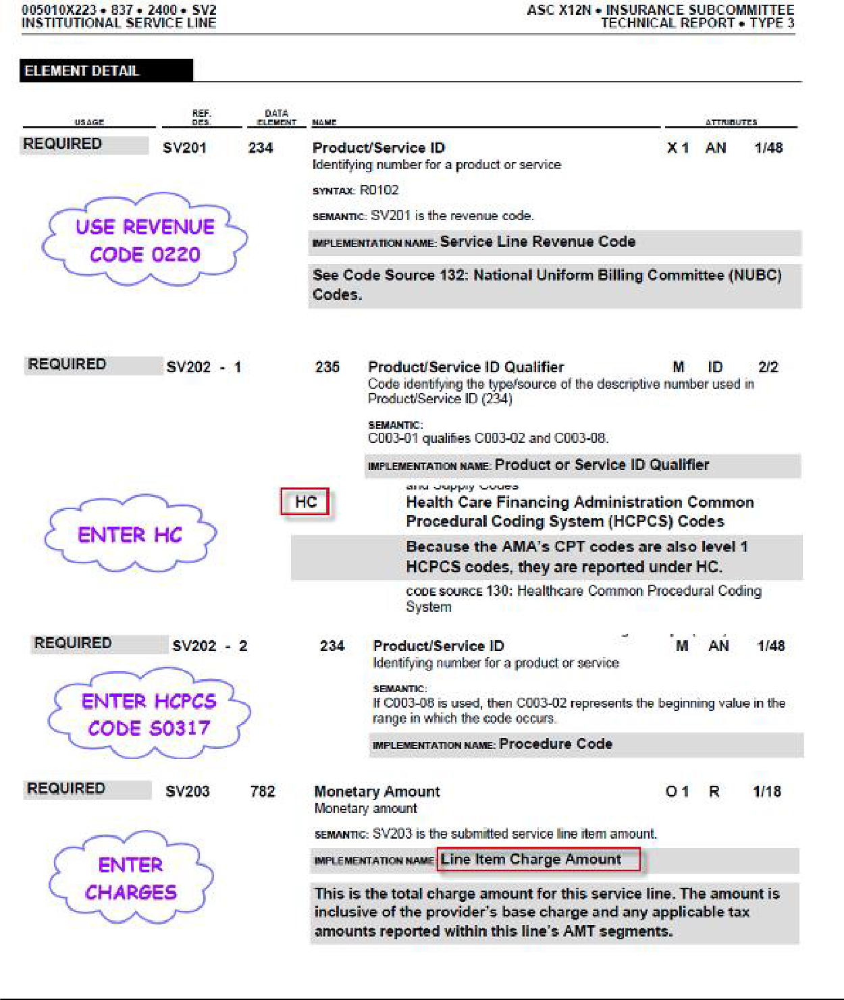 005010X223 • 837 • 2400 • SV2
INSTITUTIONAL SERVICE LINE
ASC X12N • INSURANCE SUBCOMMITTEE
TECHNICAL REPORT • TYPE 3
ELEMENT DETAIL
USAGE REF. DES. DATA ELEMENT NAME ATTRIBUTES
REQUIRED SV201 234 Product/Service ID X 1 AN 1/48
Identifying number for a product or service
SYNTAX: R0102
SEMANTIC: SV201 is the revenue code.
USE REVENUE
CODE 0220
IMPLEMENTATION NAME: Service Line Revenue Code
See Code Source 132: National Uniform Billing Committee (NUBC)
Codes.
REQUIRED SV202 - 1 235 Product/Service ID Qualifier M ID 2/2
Code identifying the type/source of the descriptive number used in
Product/Service ID (234)
SEMANTIC:
C003-01 qualifies C003-02 and C003-08.
IMPLEMENTATION NAME: Product or Service ID Qualifier
and Supply Codes
HC Health Care Financing Administration Common
Procedural Coding System (HCPCS) Codes
ENTER HC
Because the AMA's CPT codes are also level 1
HCPCS codes, they are reported under HC.
CODE SOURCE 130: Healthcare Common Procedural Coding
System
REQUIRED SV202 - 2 234 Product/Service ID M AN 1/48
Identifying number for a product or service
ENTER HCPCS
CODE S0317
SEMANTIC:
If C003-08 is used, then C003-02 represents the beginning value in the
range in which the code occurs.
IMPLEMENTATION NAME: Procedure Code
REQUIRED SV203 782 Monetary Amount O 1 R 1/18
Monetary amount
SEMANTIC: SV203 is the submitted service line item amount.
ENTER
CHARGES
IMPLEMENTATION NAME: Line Item Charge Amount
This is the total charge amount for this service line. The amount is
inclusive of the provider's base charge and any applicable tax
amounts reported within this line's AMT segments.